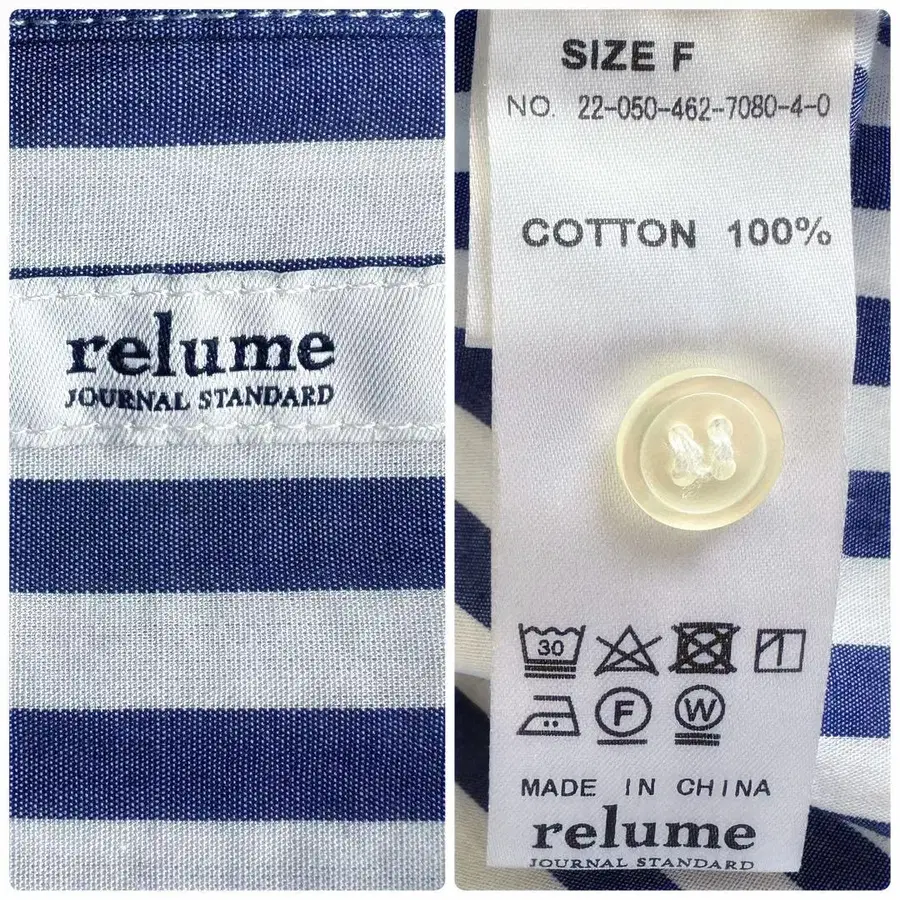 relume
JOURNAL STANDARD
SIZE F
NO. 22-050-462-7080-4-0
COTTON 100%
30
F
W
MADE IN CHINA
relume
JOURNAL STANDARD